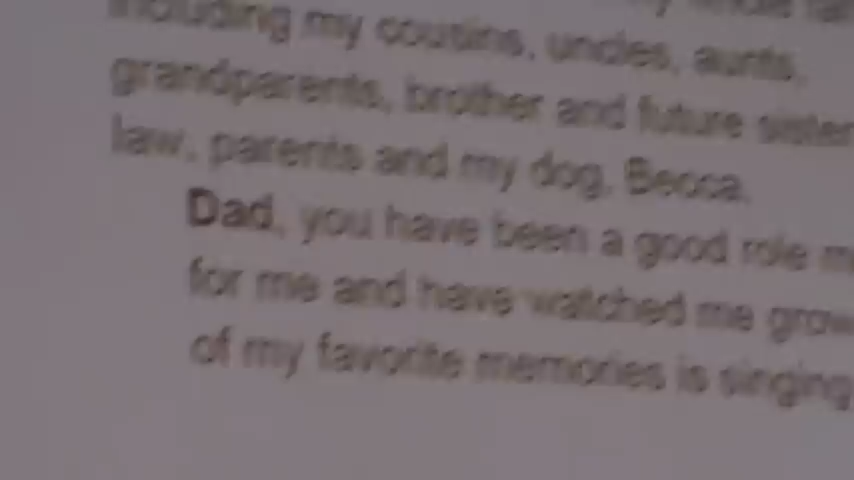 including my cousins, uncles, aunts,
grandparents, brother and future sister
law, parents and my dog, Becca.
Dad, you have been a good role
for me and have watched me grow
of my favorite memories is singing